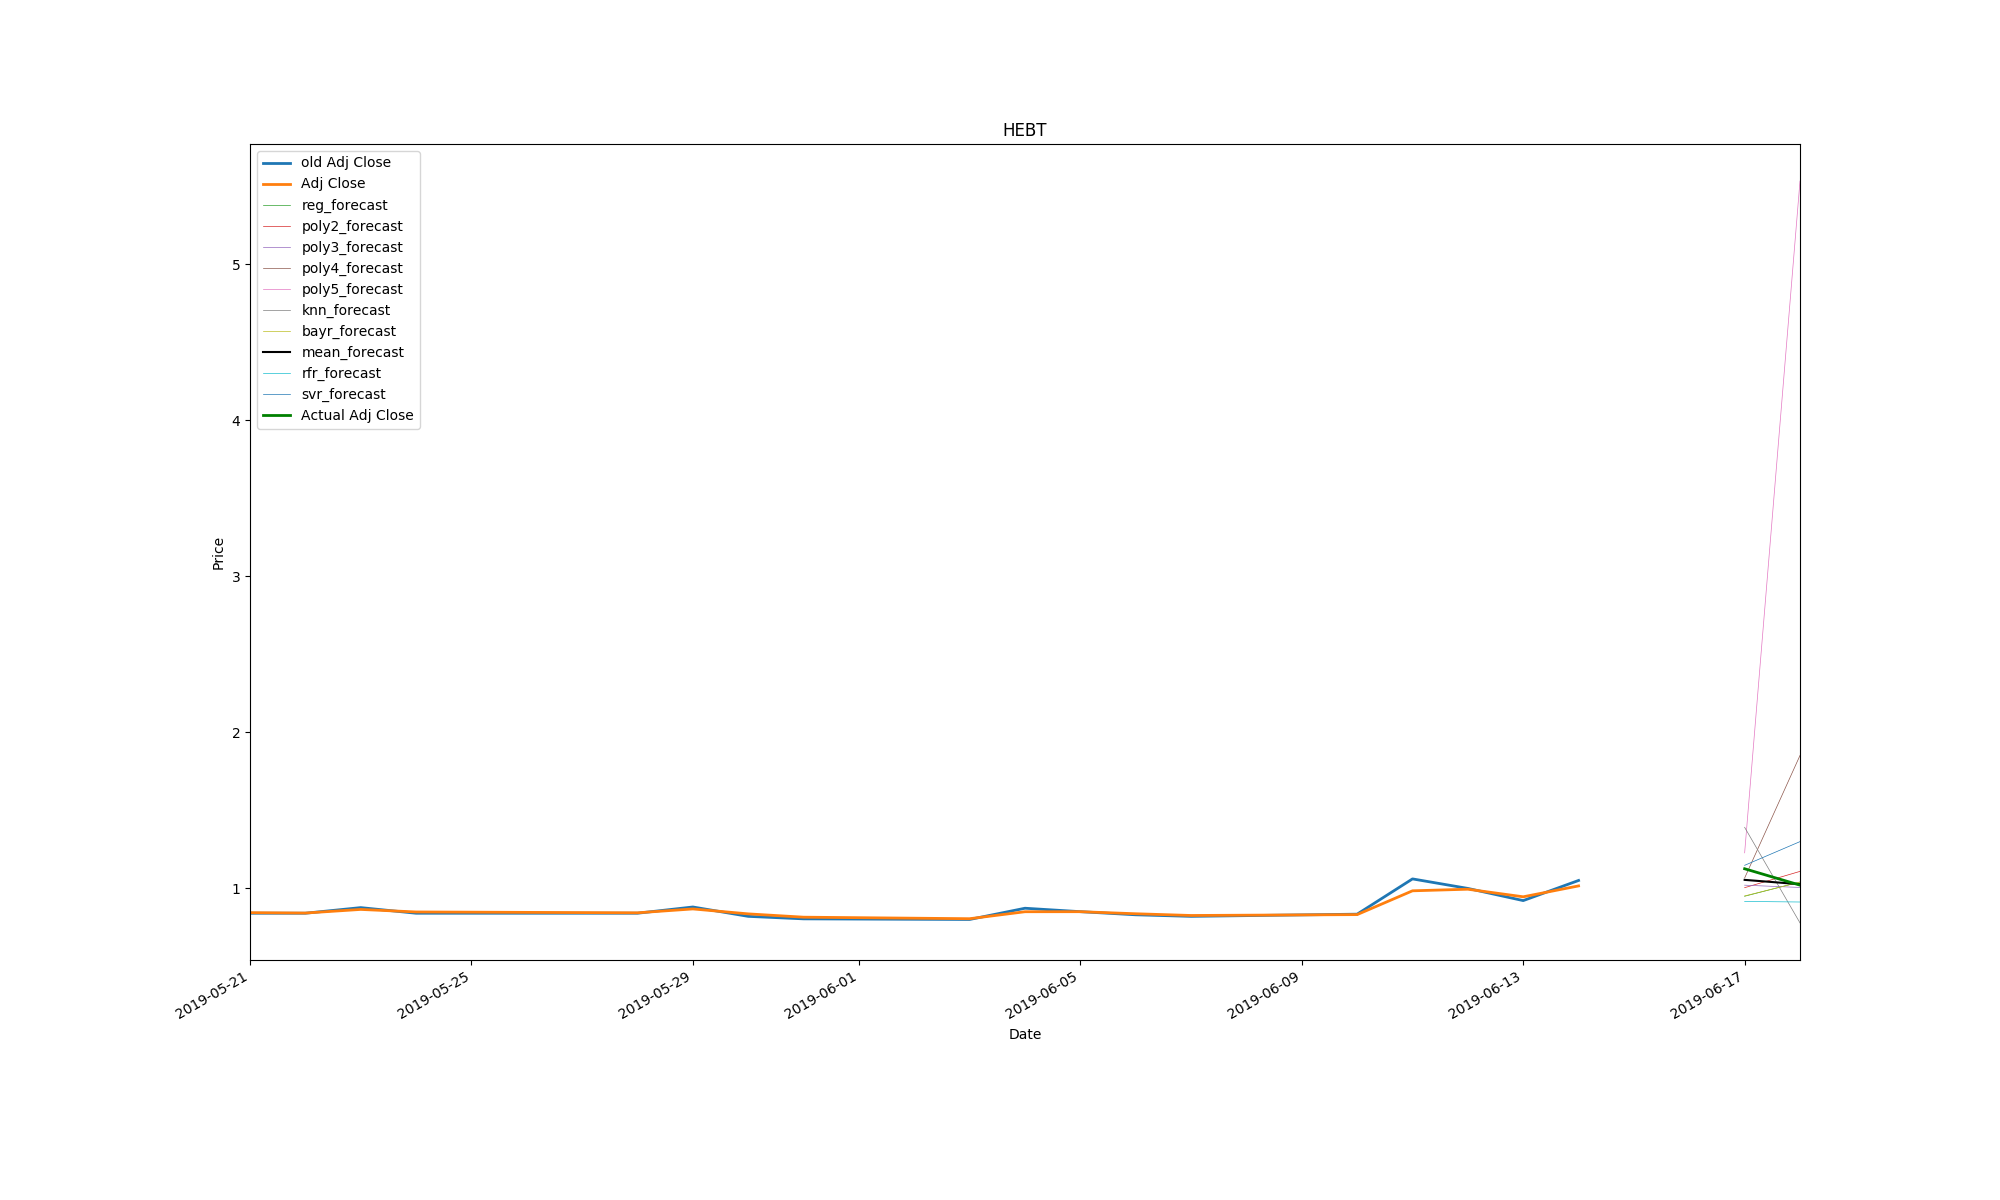 HEBT
old Adj Close
Adj Close
reg_forecast
poly2_forecast
poly3_forecast
poly4_forecast
poly5_forecast
knn_forecast
bayr_forecast
mean_forecast
rfr_forecast
svr_forecast
Actual Adj Close
5
4
3
2
1
Price
2019-05-21
2019-05-25
2019-05-29
2019-06-01
2019-06-05
2019-06-09
2019-06-13
2019-06-17
Date